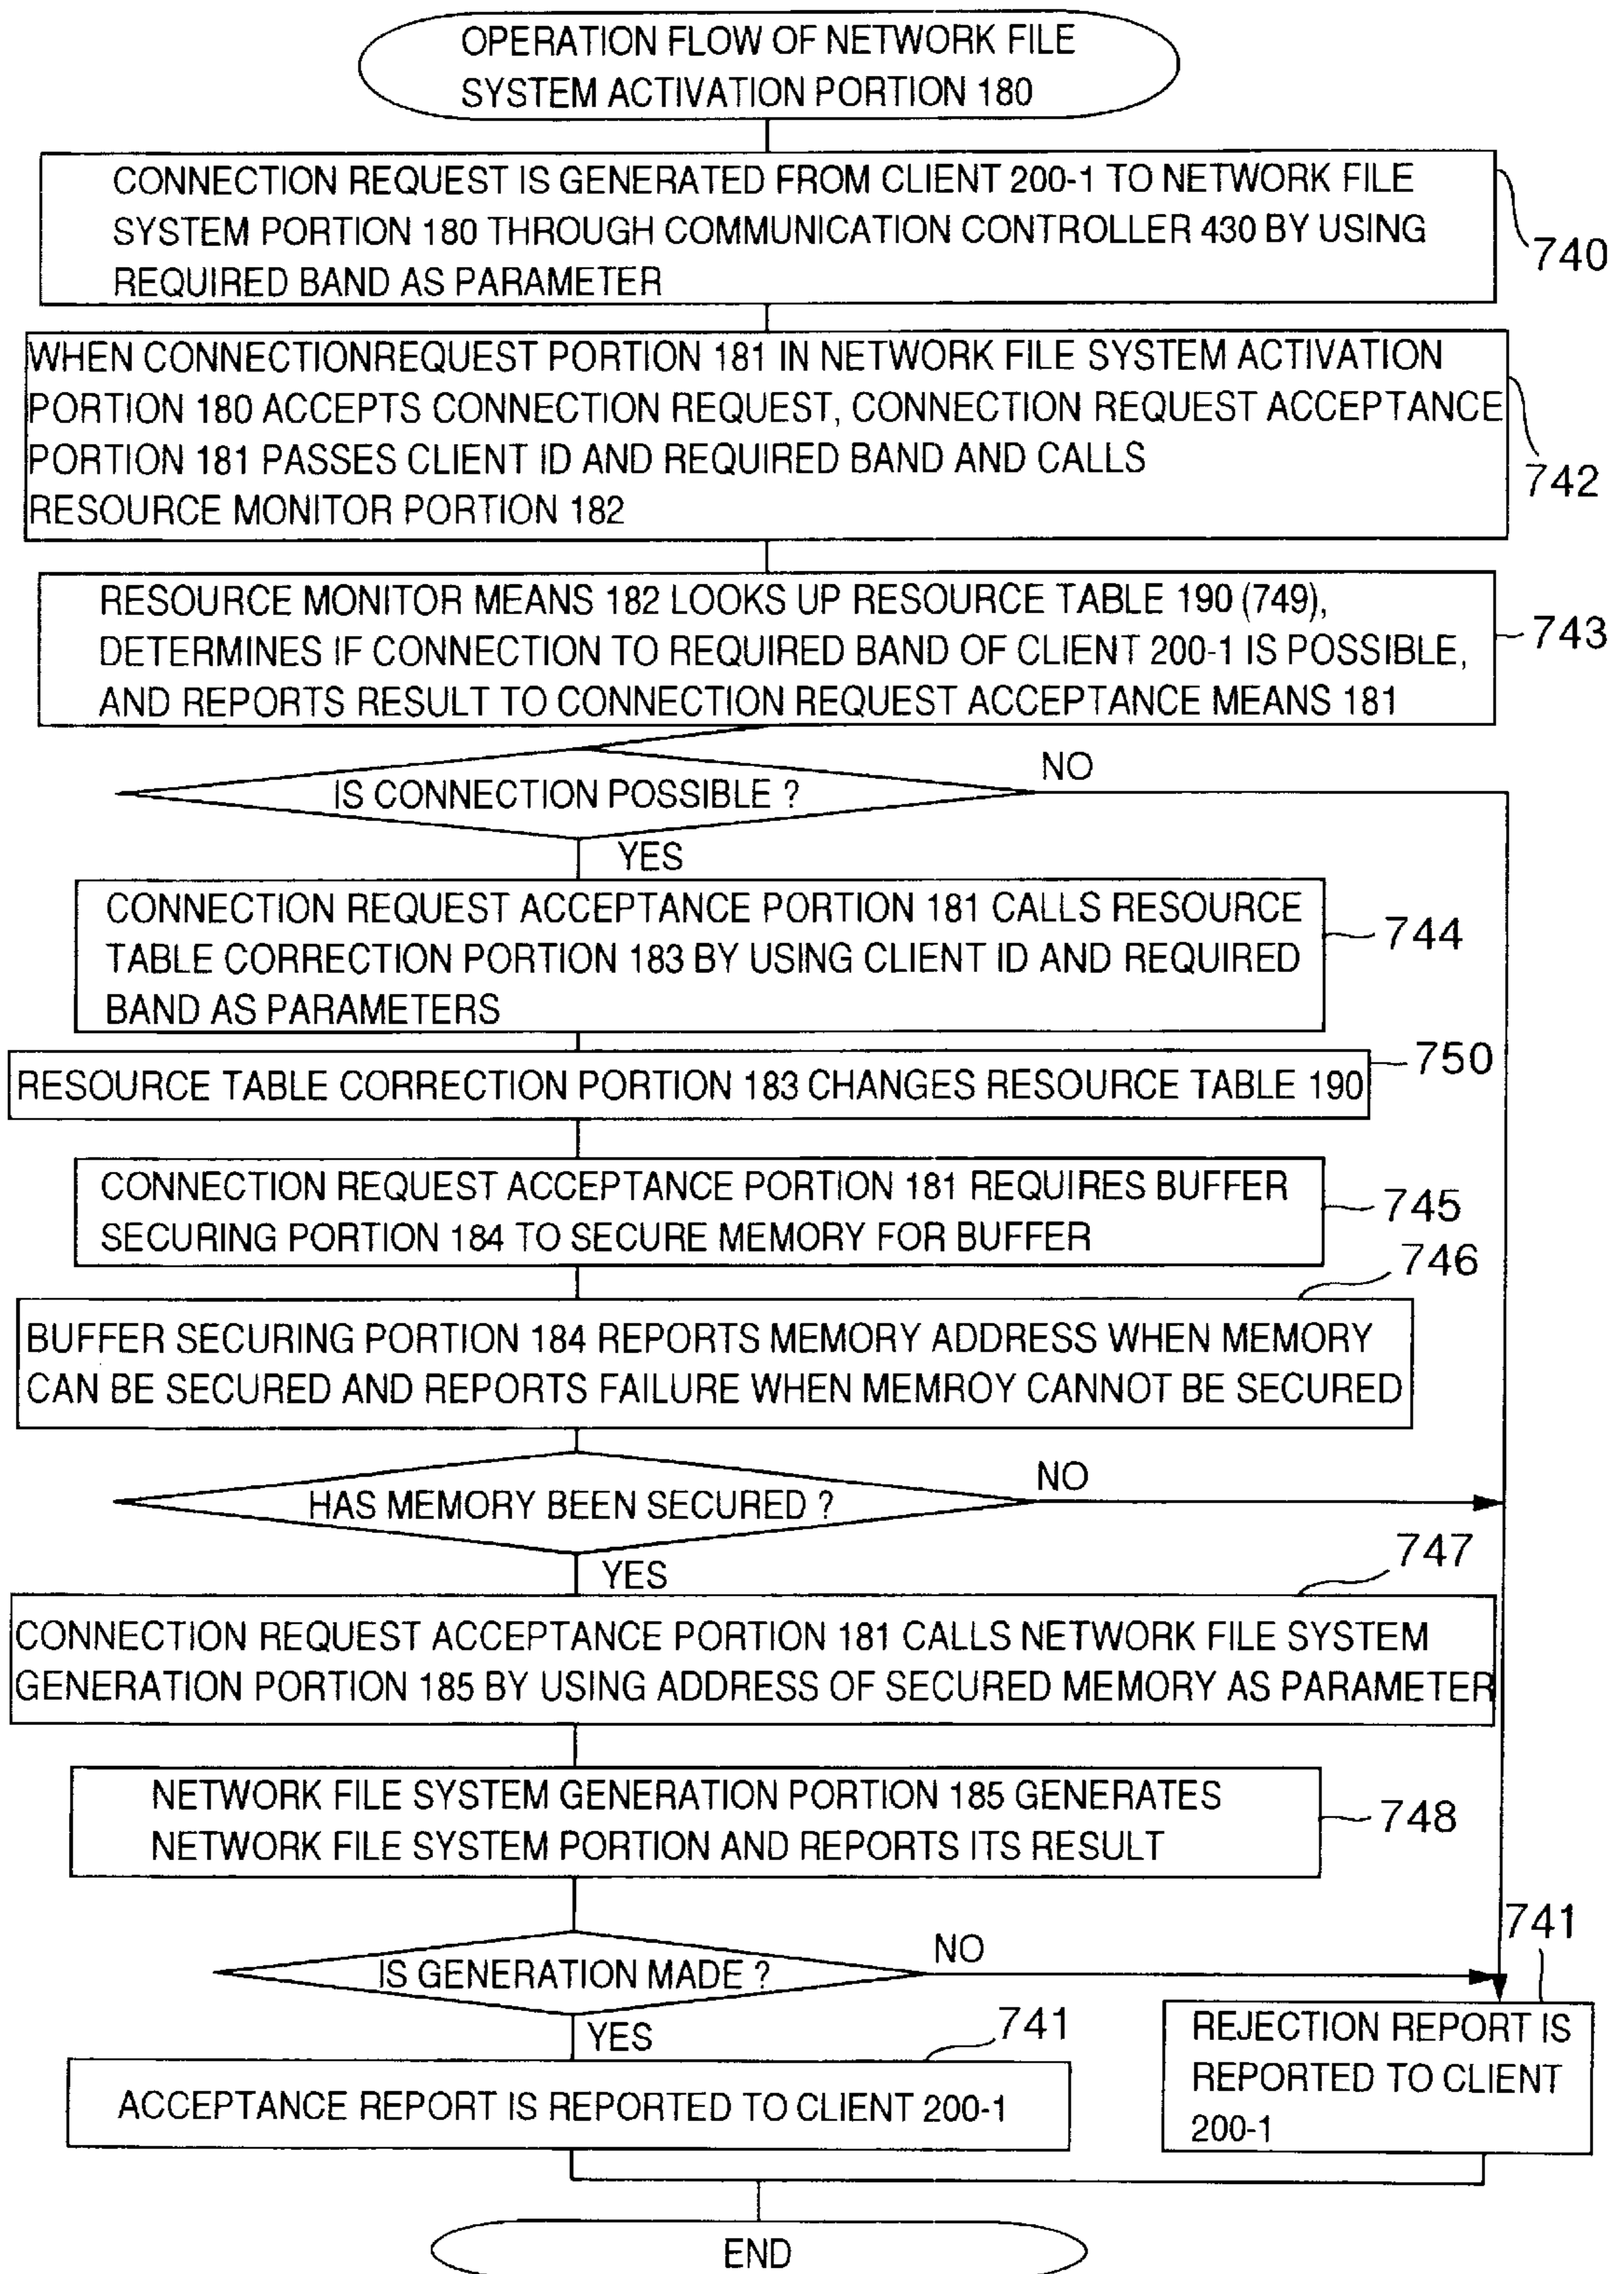 OPERATION FLOW OF NETWORK FILE
SYSTEM ACTIVATION PORTION 180
CONNECTION REQUEST IS GENERATED FROM CLIENT 200-1 TO NETWORK FILE
SYSTEM PORTION 180 THROUGH COMMUNICATION CONTROLLER 430 BY USING
REQUIRED BAND AS PARAMETER
740
WHEN CONNECTIONREQUEST PORTION 181 IN NETWORK FILE SYSTEM ACTIVATION
PORTION 180 ACCEPTS CONNECTION REQUEST, CONNECTION REQUEST ACCEPTANCE
PORTION 181 PASSES CLIENT ID AND REQUIRED BAND AND CALLS
RESOURCE MONITOR PORTION 182
742
RESOURCE MONITOR MEANS 182 LOOKS UP RESOURCE TABLE 190 (749),
DETERMINES IF CONNECTION TO REQUIRED BAND OF CLIENT 200-1 IS POSSIBLE,
AND REPORTS RESULT TO CONNECTION REQUEST ACCEPTANCE MEANS 181
743
IS CONNECTION POSSIBLE ?
NO
YES
CONNECTION REQUEST ACCEPTANCE PORTION 181 CALLS RESOURCE
TABLE CORRECTION PORTION 183 BY USING CLIENT ID AND REQUIRED
BAND AS PARAMETERS
744
RESOURCE TABLE CORRECTION PORTION 183 CHANGES RESOURCE TABLE 190
750
CONNECTION REQUEST ACCEPTANCE PORTION 181 REQUIRES BUFFER
SECURING PORTION 184 TO SECURE MEMORY FOR BUFFER
745
746
BUFFER SECURING PORTION 184 REPORTS MEMORY ADDRESS WHEN MEMORY
CAN BE SECURED AND REPORTS FAILURE WHEN MEMROY CANNOT BE SECURED
HAS MEMORY BEEN SECURED ?
NO
YES
747
CONNECTION REQUEST ACCEPTANCE PORTION 181 CALLS NETWORK FILE SYSTEM
GENERATION PORTION 185 BY USING ADDRESS OF SECURED MEMORY AS PARAMETER
NETWORK FILE SYSTEM GENERATION PORTION 185 GENERATES
NETWORK FILE SYSTEM PORTION AND REPORTS ITS RESULT
748
IS GENERATION MADE ?
NO
YES
741
ACCEPTANCE REPORT IS REPORTED TO CLIENT 200-1
741
REJECTION REPORT IS
REPORTED TO CLIENT
200-1
END